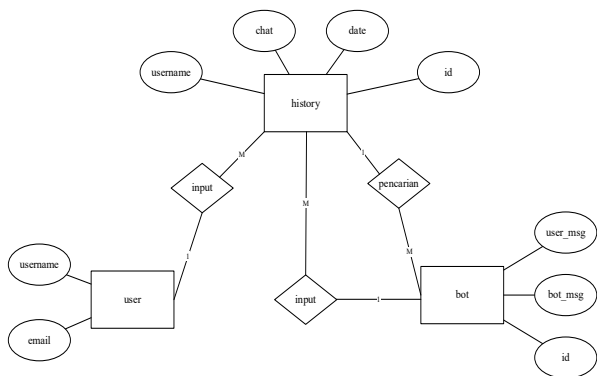 chat
date
username
id
history
M
1
input
pencarian
M
1
M
username
user_msg
user
bot
bot_msg
input
1
email
id